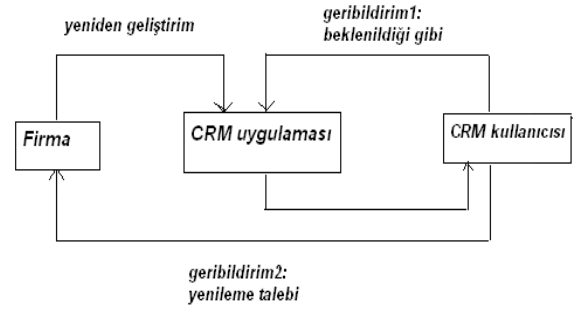 yeniden geliştirim
geribildirim1:
beklenildiği gibi
Firma
CRM uygulaması
CRM kullanıcısı
geribildirim2:
yenileme talebi